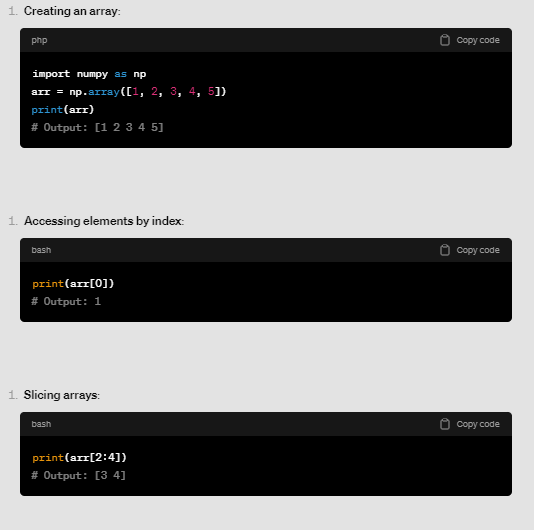 1. Creating an array:
php Copy code
import numpy as np
arr = np.array([1, 2, 3, 4, 5])
print(arr)
# Output: [1 2 3 4 5]
1. Accessing elements by index:
bash Copy code
print(arr[0])
# Output: 1
1. Slicing arrays:
bash Copy code
print(arr[2:4])
# Output: [3 4]